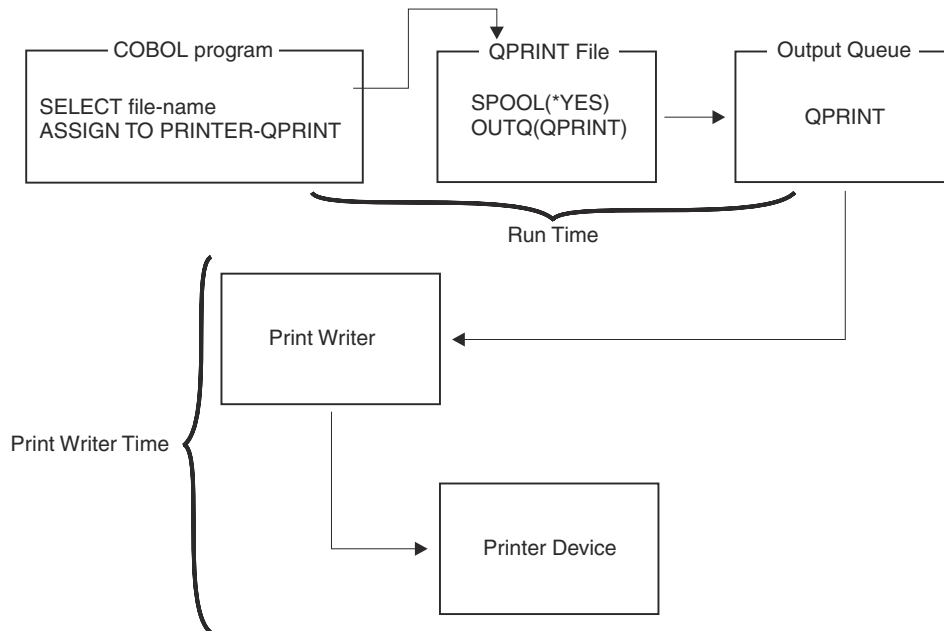 COBOL program
SELECT file-name
ASSIGN TO PRINTER-QPRINT
QPRINT File
SPOOL(*YES)
OUTQ(QPRINT)
Output Queue
QPRINT
Run Time
Print Writer
Print Writer Time
Printer Device